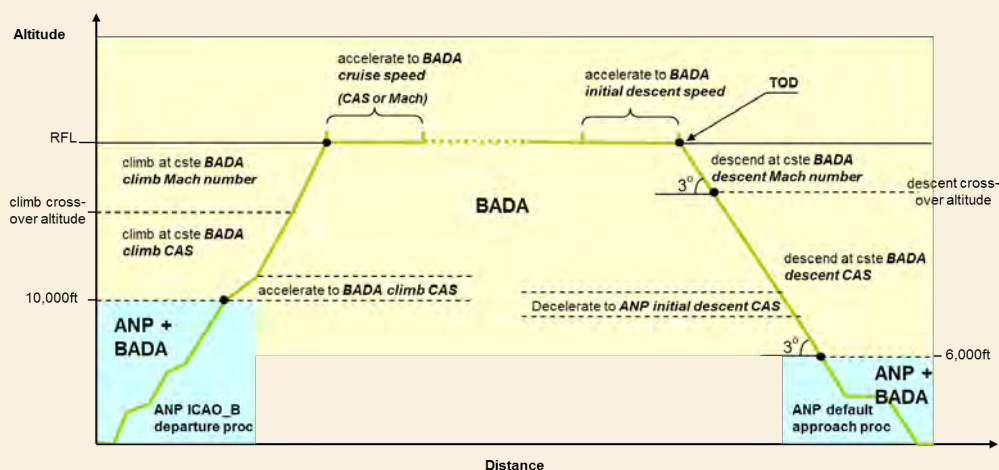 Altitude
accelerate to BADA
cruise speed
(CAS or Mach)
accelerate to BADA
initial descent speed
TOD
RFL
climb at cste BADA
climb Mach number
descend at cste BADA
descent Mach number
3°
descent cross-
over altitude
climb cross-
over altitude
BADA
climb at cste BADA
climb CAS
descend at cste BADA
descent CAS
10,000ft
accelerate to BADA climb CAS
Decelerate to ANP initial descent CAS
ANP +
BADA
3°
6,000ft
ANP +
BADA
ANP ICAO_B
departure proc
ANP default
approach proc
Distance